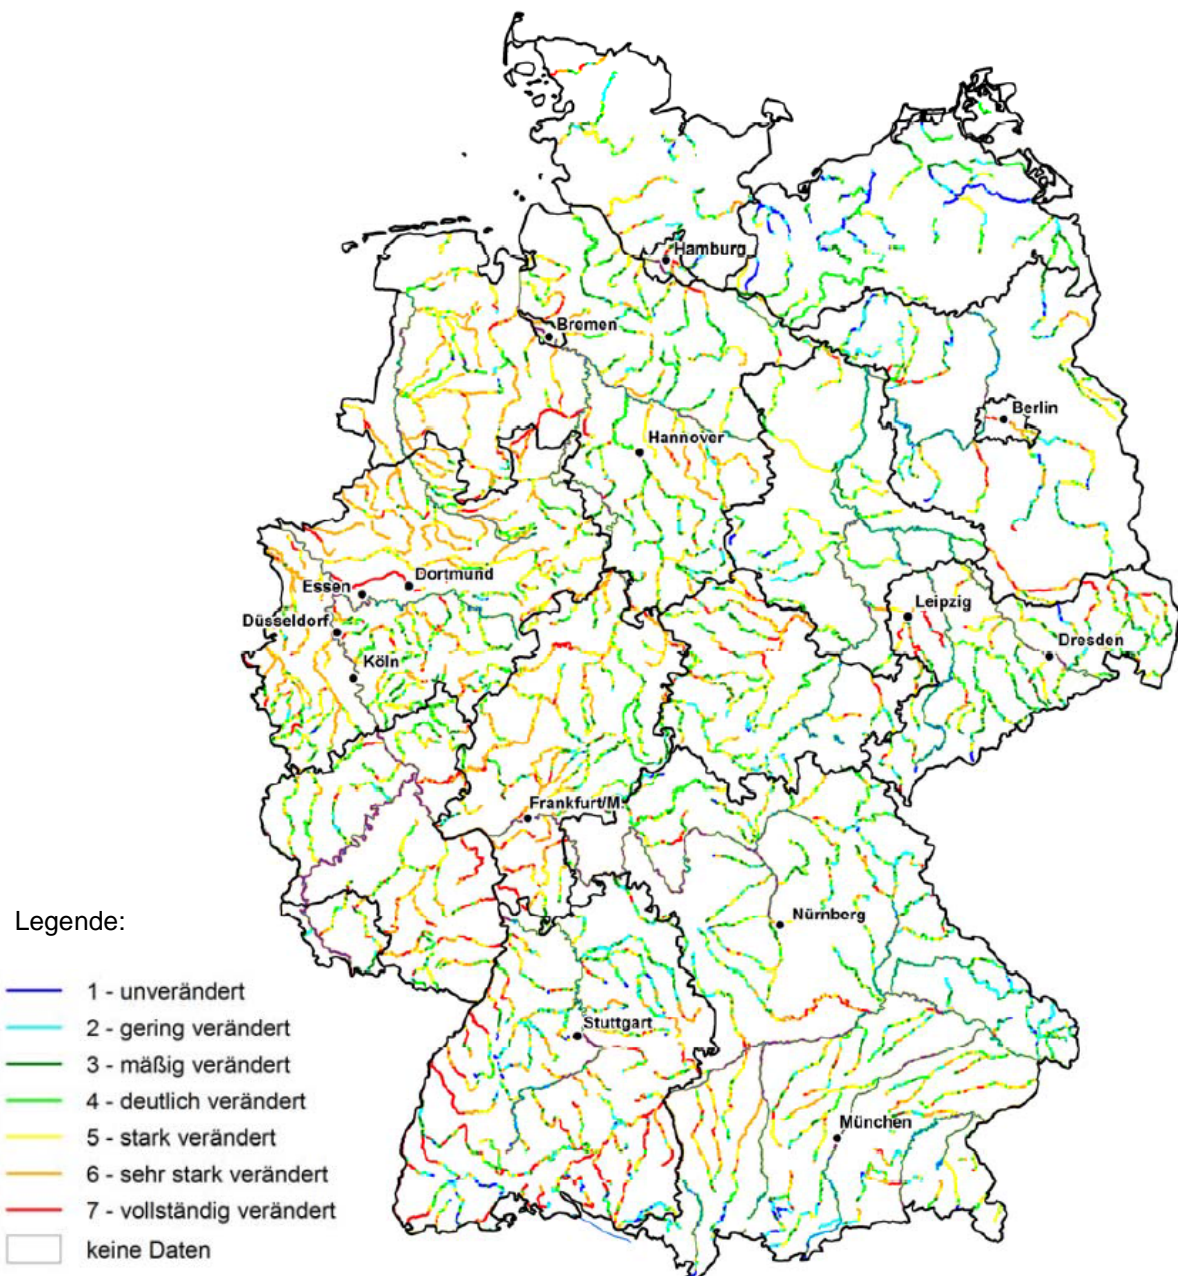 Hamburg
Bremen
Berlin
Hannover
Dortmund
Essen
Düsseldorf
Leipzig
Köln
Dresden
Frankfurt/M.
Nürnberg
Stuttgart
München
Legende:
1 - unverändert
2 - gering verändert
3 - mäßig verändert
4 - deutlich verändert
5 - stark verändert
6 - sehr stark verändert
7 - vollständig verändert
keine Daten